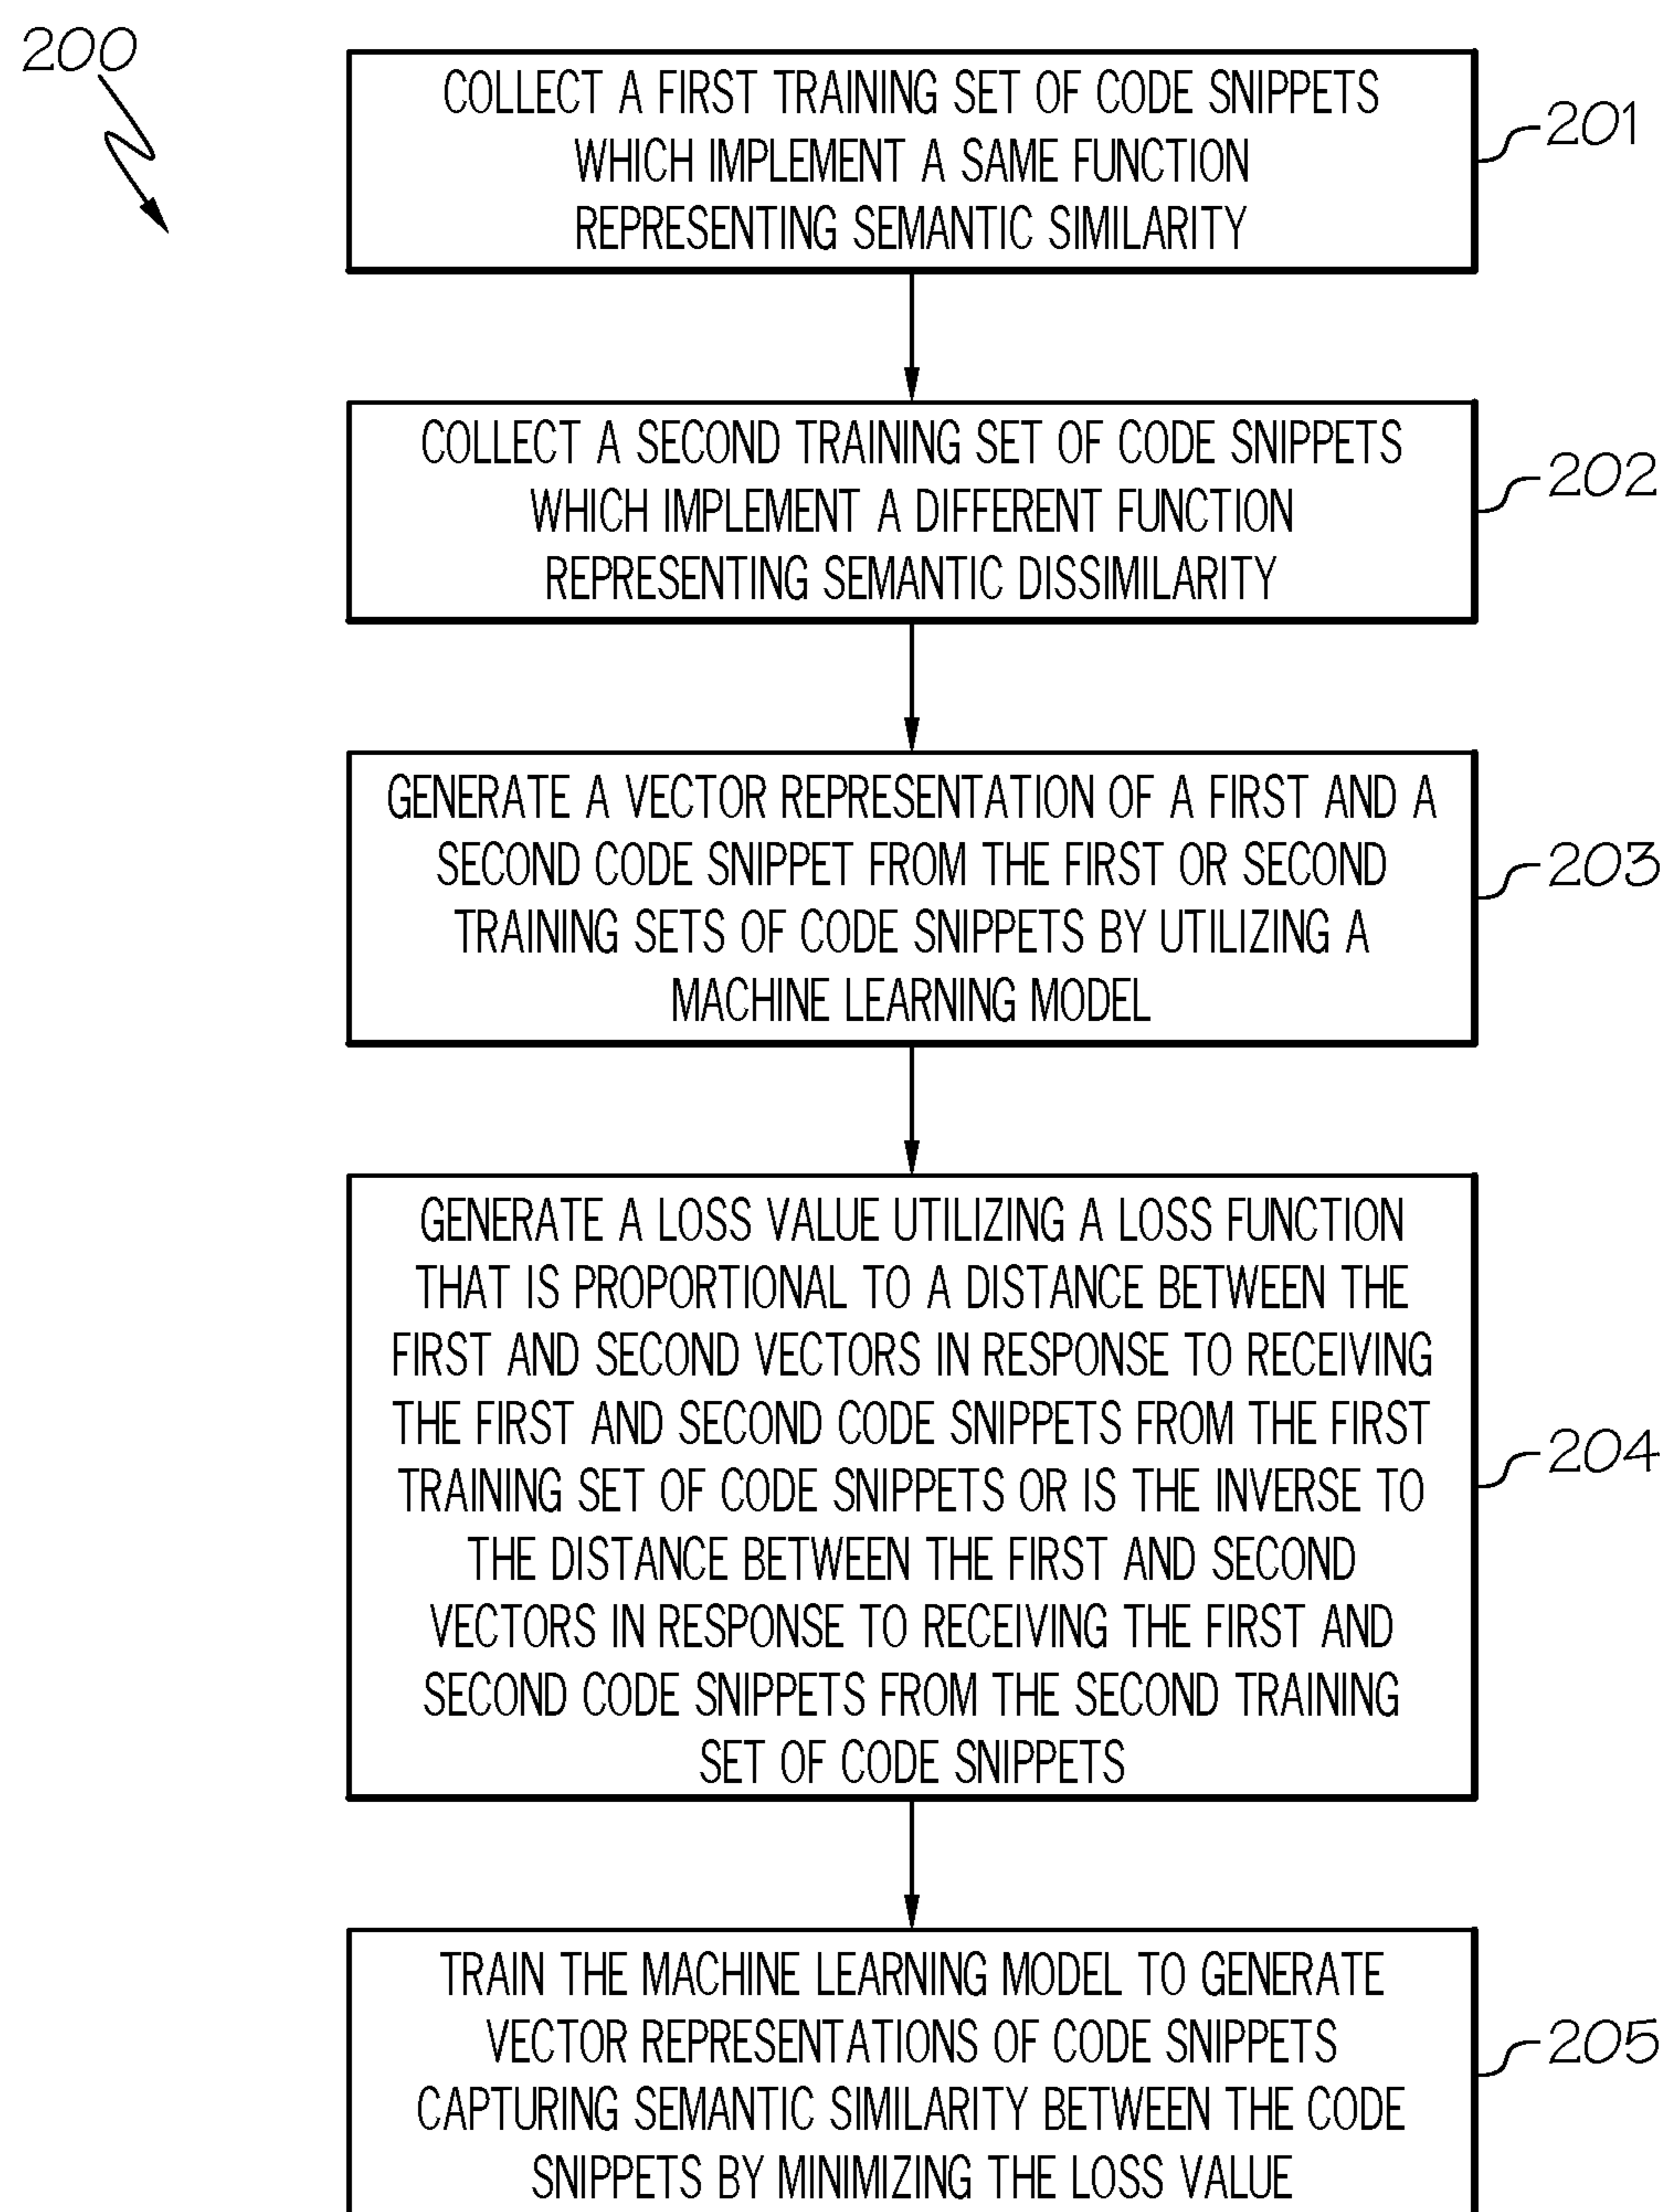 200
COLLECT A FIRST TRAINING SET OF CODE SNIPPETS
WHICH IMPLEMENT A SAME FUNCTION
REPRESENTING SEMANTIC SIMILARITY
201
COLLECT A SECOND TRAINING SET OF CODE SNIPPETS
WHICH IMPLEMENT A DIFFERENT FUNCTION
REPRESENTING SEMANTIC DISSIMILARITY
202
GENERATE A VECTOR REPRESENTATION OF A FIRST AND A
SECOND CODE SNIPPET FROM THE FIRST OR SECOND
TRAINING SETS OF CODE SNIPPETS BY UTILIZING A
MACHINE LEARNING MODEL
203
GENERATE A LOSS VALUE UTILIZING A LOSS FUNCTION
THAT IS PROPORTIONAL TO A DISTANCE BETWEEN THE
FIRST AND SECOND VECTORS IN RESPONSE TO RECEIVING
THE FIRST AND SECOND CODE SNIPPETS FROM THE FIRST
TRAINING SET OF CODE SNIPPETS OR IS THE INVERSE TO
THE DISTANCE BETWEEN THE FIRST AND SECOND
VECTORS IN RESPONSE TO RECEIVING THE FIRST AND
SECOND CODE SNIPPETS FROM THE SECOND TRAINING
SET OF CODE SNIPPETS
204
TRAIN THE MACHINE LEARNING MODEL TO GENERATE
VECTOR REPRESENTATIONS OF CODE SNIPPETS
CAPTURING SEMANTIC SIMILARITY BETWEEN THE CODE
SNIPPETS BY MINIMIZING THE LOSS VALUE
205